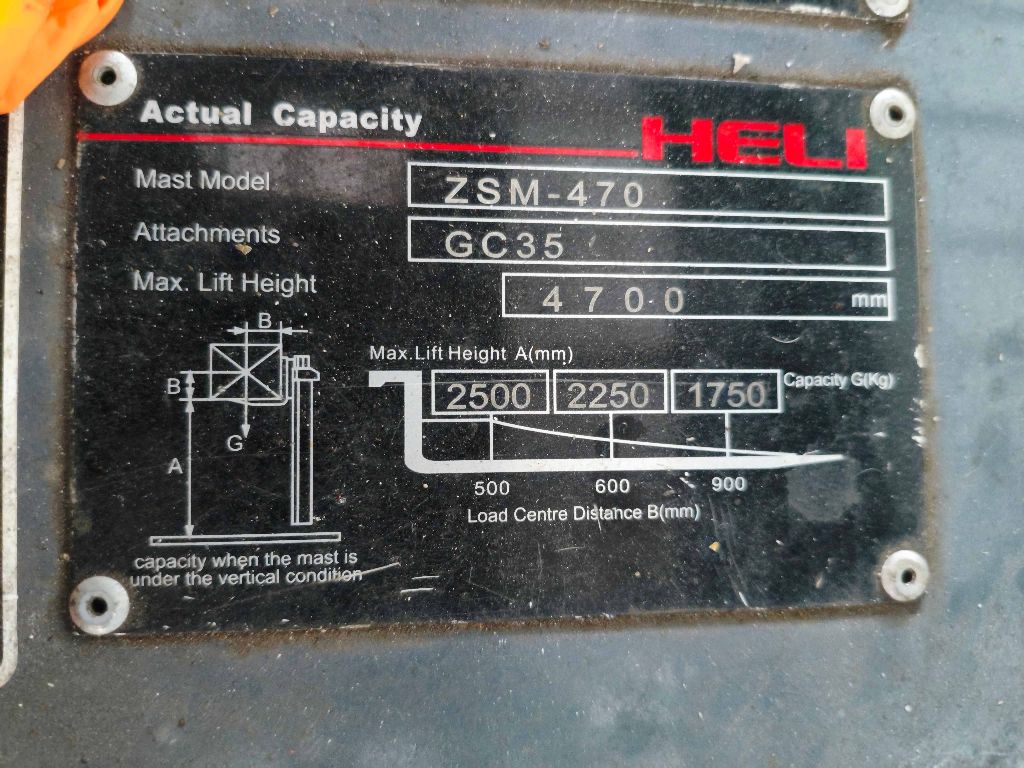 Actual Capacity
HELI
Mast Model ZSM-470
Attachments GC35
Max. Lift Height 4700 mm
B
B
G
A
capacity when the mast is
under the vertical condition
Max.Lift Height A(mm)
2500 2250 1750 Capacity G(Kg)
500 600 900
Load Centre Distance B(mm)